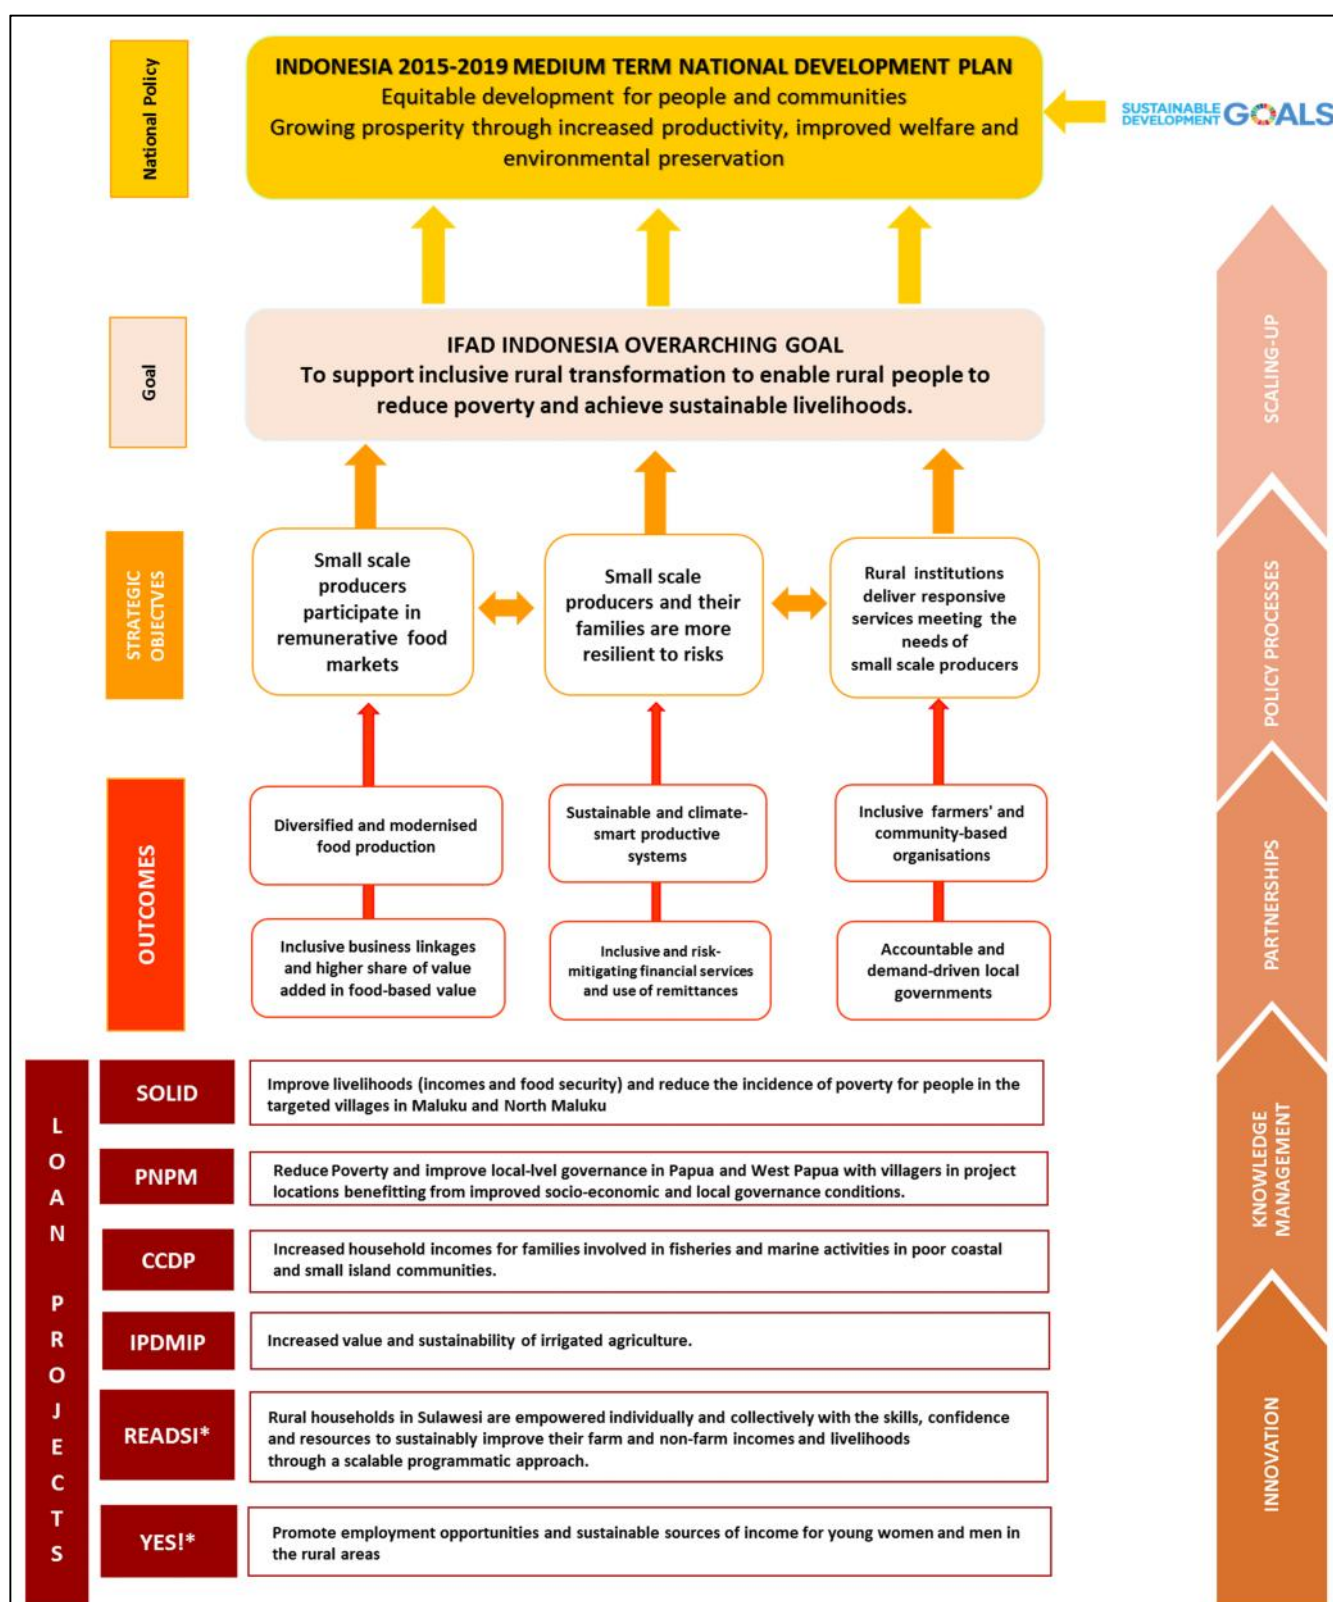 National Policy
INDONESIA 2015-2019 MEDIUM TERM NATIONAL DEVELOPMENT PLAN
Equitable development for people and communities
Growing prosperity through increased productivity, improved welfare and
environmental preservation
SUSTAINABLE
DEVELOPMENT GOALS
Goal
IFAD INDONESIA OVERARCHING GOAL
To support inclusive rural transformation to enable rural people to
reduce poverty and achieve sustainable livelihoods.
STRATEGIC
OBJECTVES
Small scale
producers
participate in
remunerative food
markets
Small scale
producers and their
families are more
resilient to risks
Rural institutions
deliver responsive
services meeting the
needs of
small scale producers
OUTCOMES
Diversified and modernised
food production
Sustainable and climate-
smart productive
systems
Inclusive farmers' and
community-based
organisations
Inclusive business linkages
and higher share of value
added in food-based value
Inclusive and risk-
mitigating financial services
and use of remittances
Accountable and
demand-driven local
governments
LOAN PROJECTS
SOLID
Improve livelihoods (incomes and food security) and reduce the incidence of poverty for people in the
targeted villages in Maluku and North Maluku
PNPM
Reduce Poverty and improve local-lvel governance in Papua and West Papua with villagers in project
locations benefitting from improved socio-economic and local governance conditions.
CCDP
Increased household incomes for families involved in fisheries and marine activities in poor coastal
and small island communities.
IPDMIP
Increased value and sustainability of irrigated agriculture.
READSI*
Rural households in Sulawesi are empowered individually and collectively with the skills, confidence
and resources to sustainably improve their farm and non-farm incomes and livelihoods
through a scalable programmatic approach.
YES!*
Promote employment opportunities and sustainable sources of income for young women and men in
the rural areas
SCALING-UP
POLICY PROCESSES
PARTNERSHIPS
KNOWLEDGE
MANAGEMENT
INNOVATION